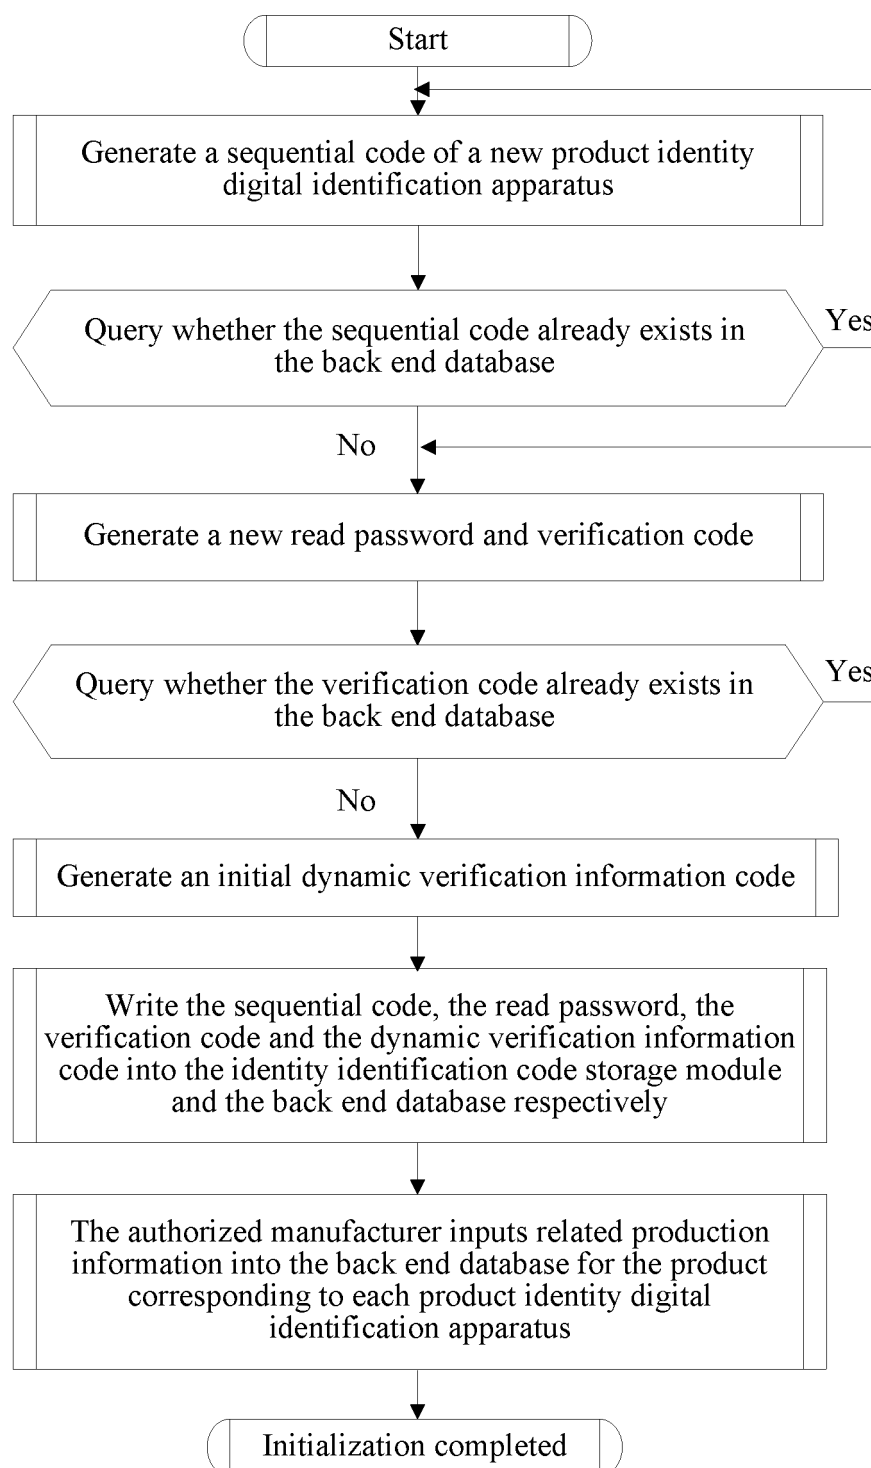 Start
Generate a sequential code of a new product identity
digital identification apparatus
Query whether the sequential code already exists in
the back end database
Yes
No
Generate a new read password and verification code
Query whether the verification code already exists in
the back end database
Yes
No
Generate an initial dynamic verification information code
Write the sequential code, the read password, the
verification code and the dynamic verification information
code into the identity identification code storage module
and the back end database respectively
The authorized manufacturer inputs related production
information into the back end database for the product
corresponding to each product identity digital
identification apparatus
Initialization completed